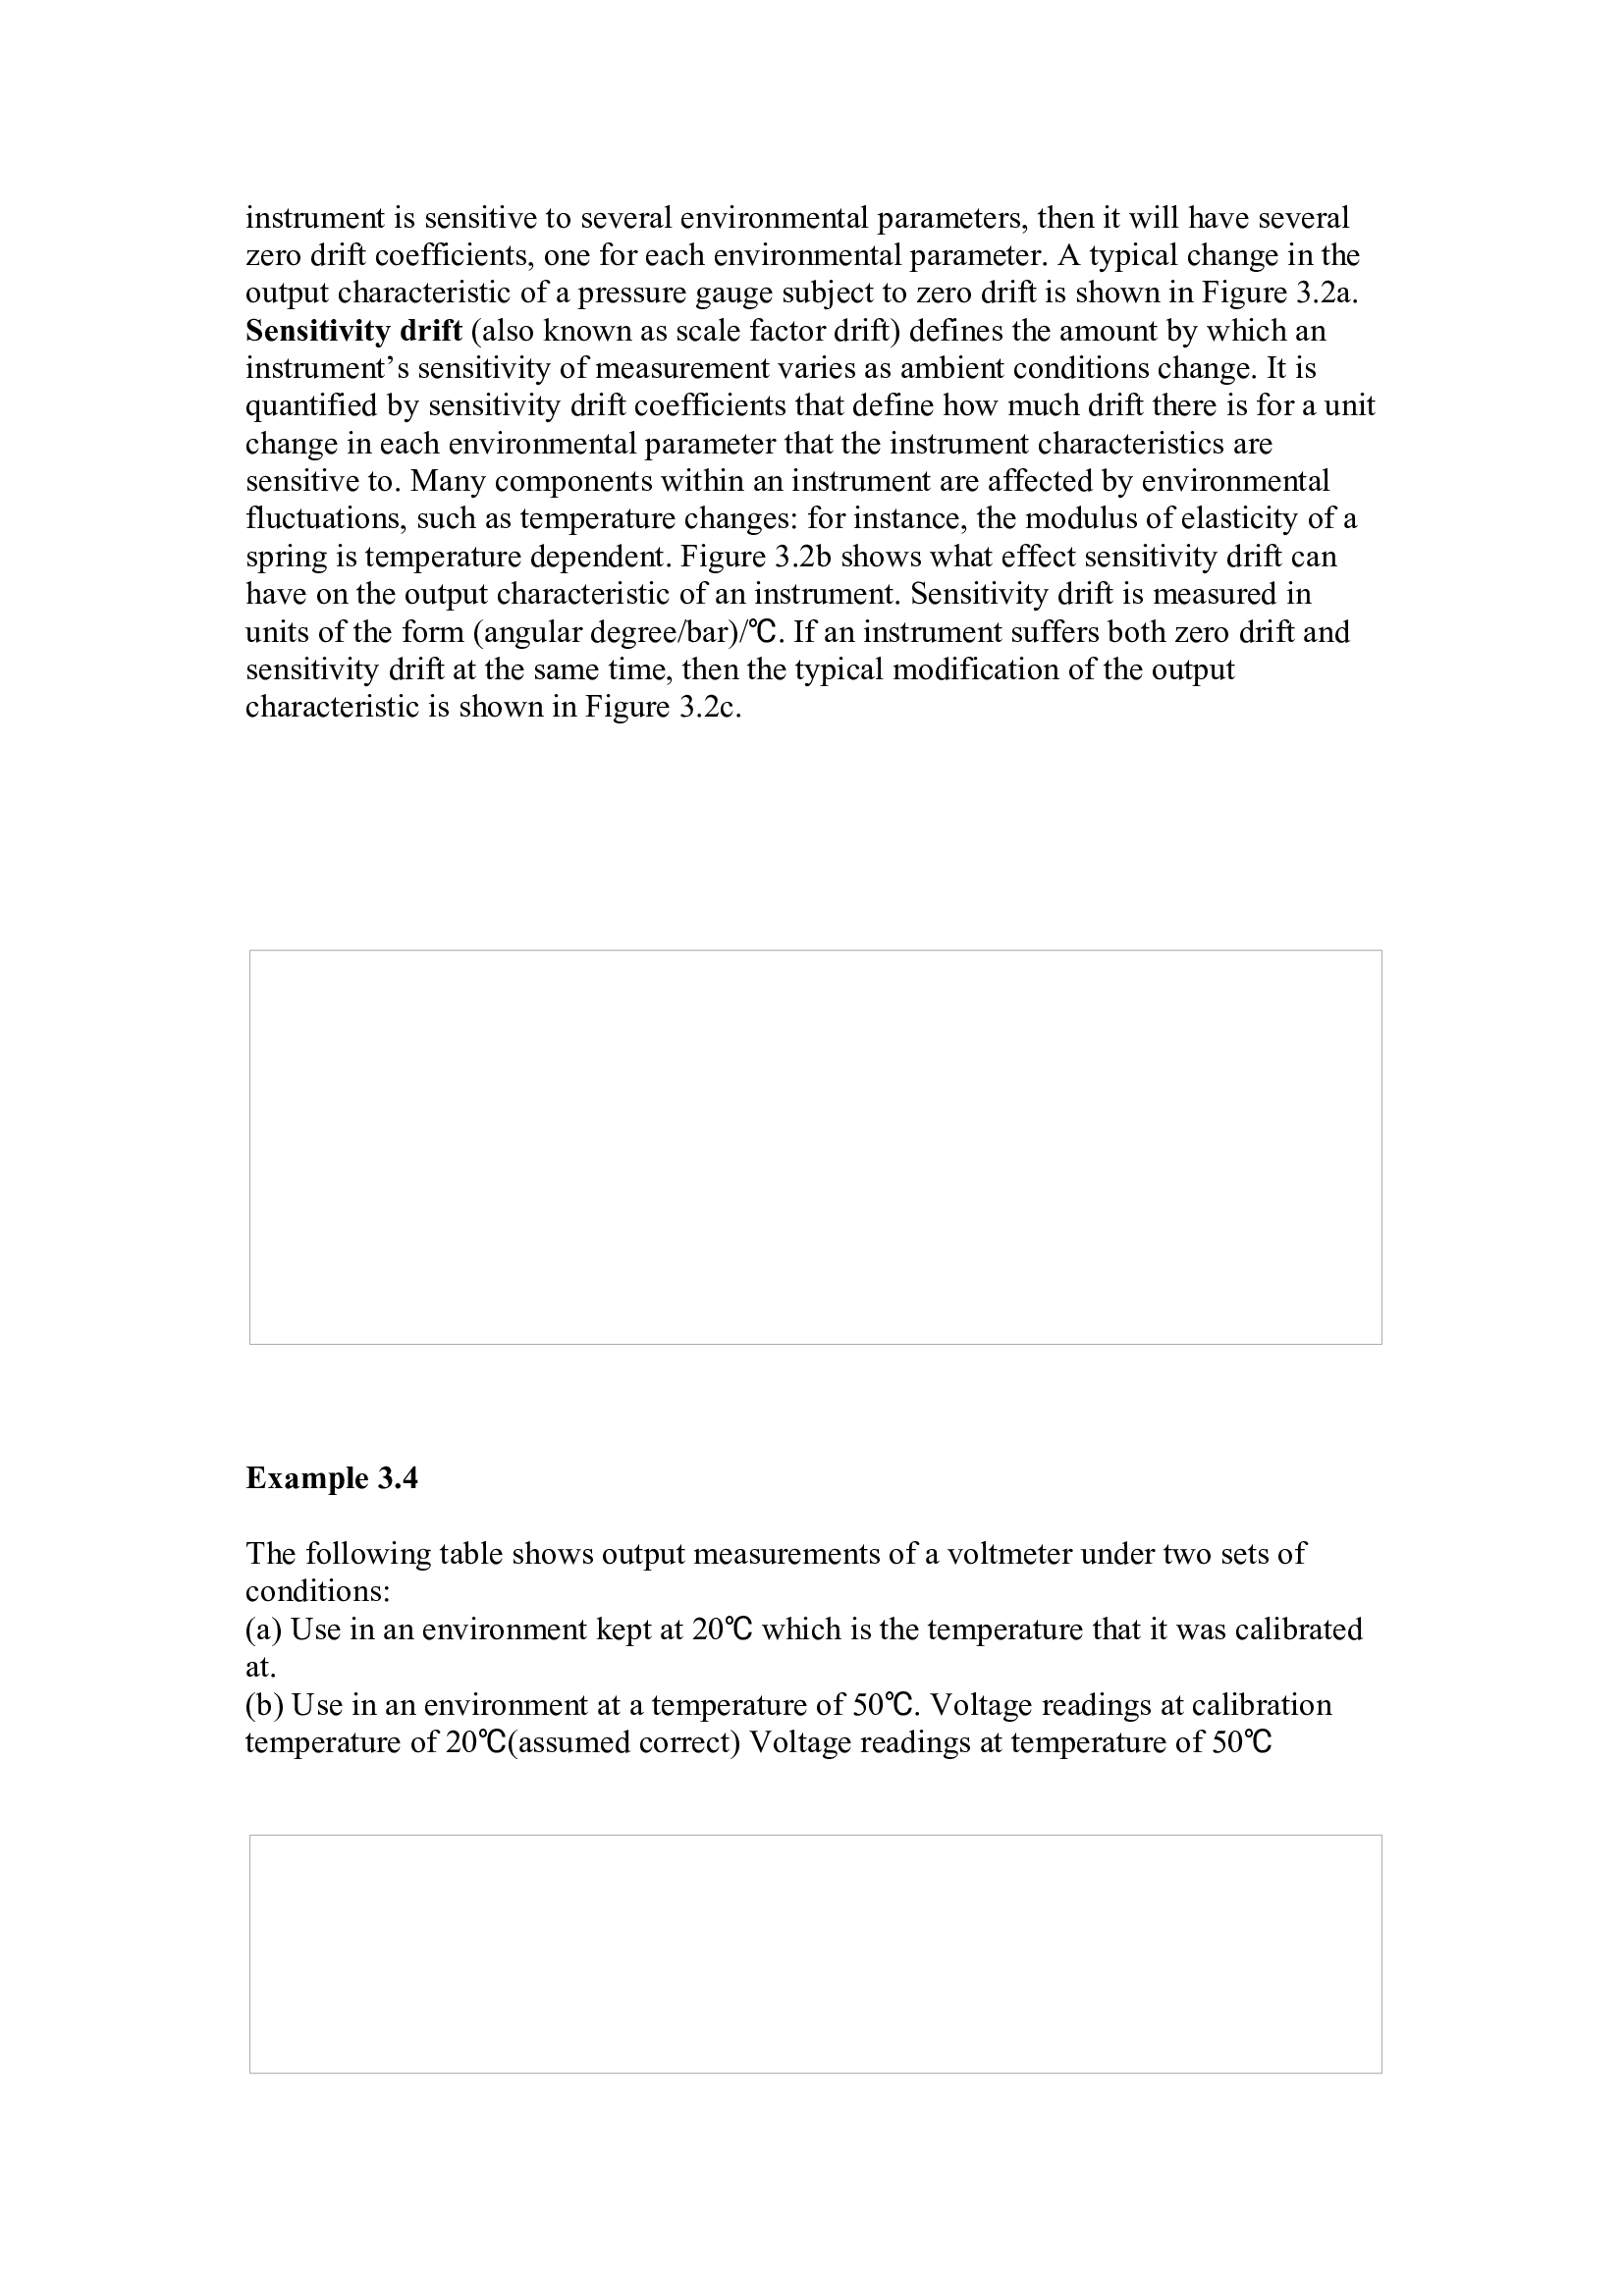 instrument is sensitive to several environmental parameters, then it will have several
zero drift coefficients, one for each environmental parameter. A typical change in the
output characteristic of a pressure gauge subject to zero drift is shown in Figure 3.2a.
Sensitivity drift (also known as scale factor drift) defines the amount by which an
instrument’s sensitivity of measurement varies as ambient conditions change. It is
quantified by sensitivity drift coefficients that define how much drift there is for a unit
change in each environmental parameter that the instrument characteristics are
sensitive to. Many components within an instrument are affected by environmental
fluctuations, such as temperature changes: for instance, the modulus of elasticity of a
spring is temperature dependent. Figure 3.2b shows what effect sensitivity drift can
have on the output characteristic of an instrument. Sensitivity drift is measured in
units of the form (angular degree/bar)/℃. If an instrument suffers both zero drift and
sensitivity drift at the same time, then the typical modification of the output
characteristic is shown in Figure 3.2c.
Example 3.4
The following table shows output measurements of a voltmeter under two sets of
conditions:
(a) Use in an environment kept at 20℃ which is the temperature that it was calibrated
at.
(b) Use in an environment at a temperature of 50℃. Voltage readings at calibration
temperature of 20℃(assumed correct) Voltage readings at temperature of 50℃